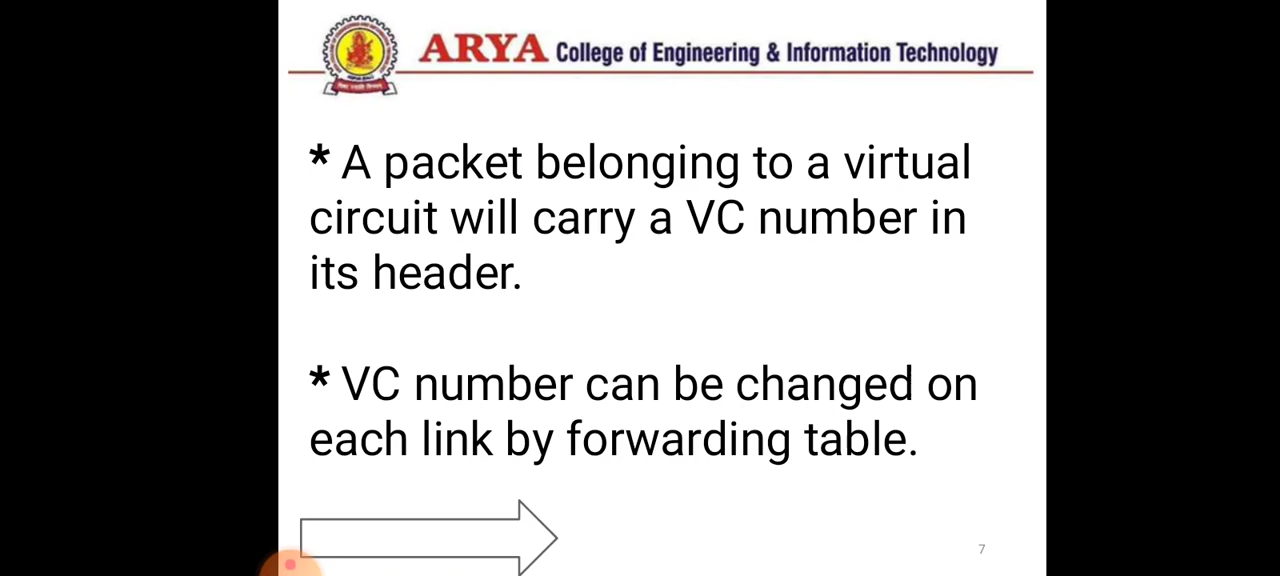 ARYA College of Engineering & Information Technology
* A packet belonging to a virtual
circuit will carry a VC number in
its header.
* VC number can be changed on
each link by forwarding table.
7